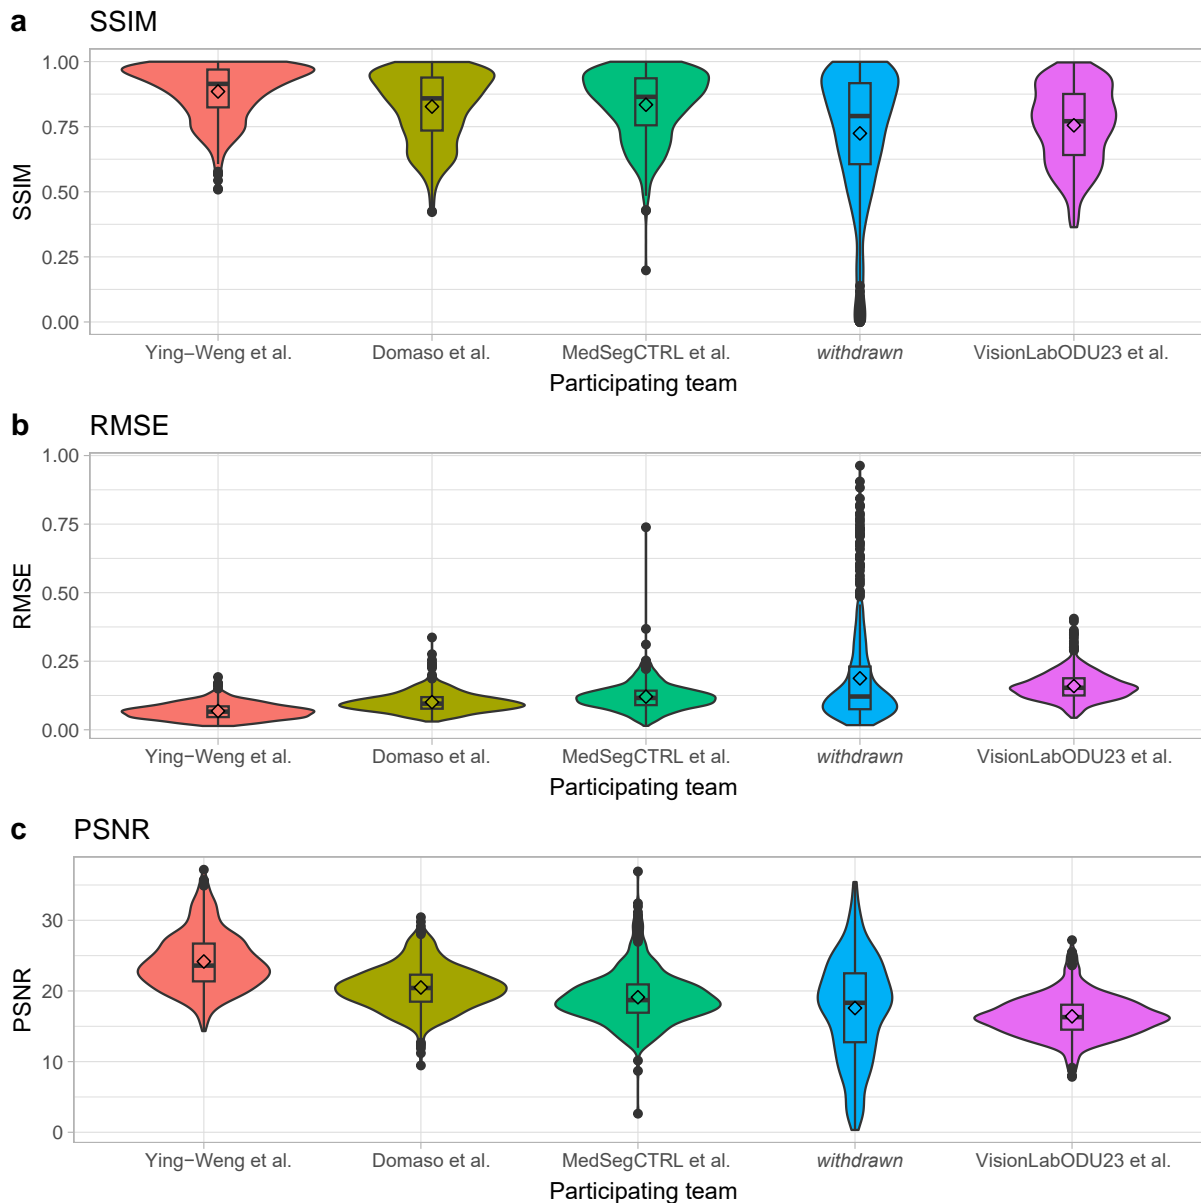 a SSIM
1.00
0.75
0.50
0.25
0.00
SSIM
Ying−Weng et al. Domaso et al. MedSegCTRL et al. withdrawn VisionLabODU23 et al.
Participating team
b RMSE
1.00
0.75
0.50
0.25
0.00
RMSE
Ying−Weng et al. Domaso et al. MedSegCTRL et al. withdrawn VisionLabODU23 et al.
Participating team
c PSNR
30
20
10
0
PSNR
Ying−Weng et al. Domaso et al. MedSegCTRL et al. withdrawn VisionLabODU23 et al.
Participating team